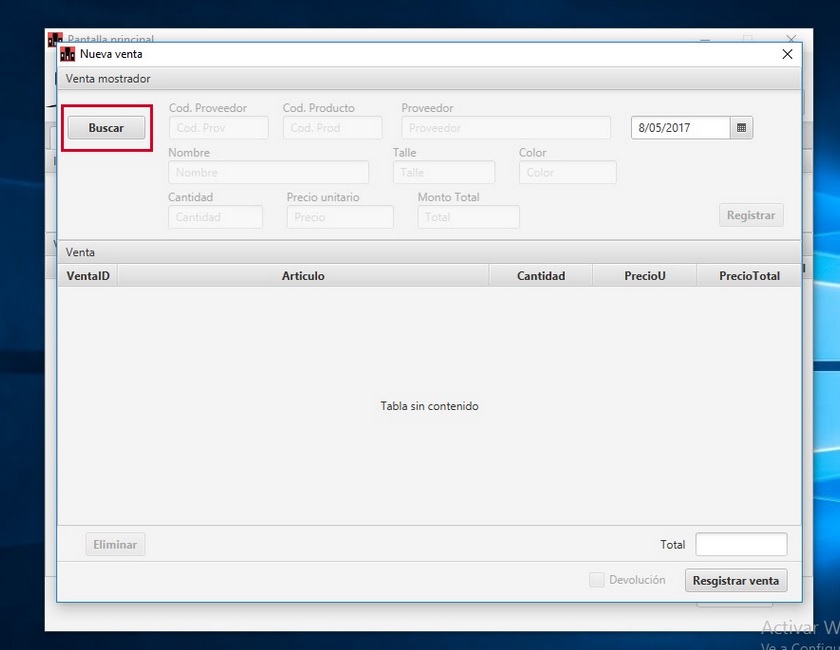 Pantalla principal
Nueva venta
Venta mostrador
Cod. Proveedor Cod. Producto Proveedor
Buscar Cod. Prov Cod. Prod Proveedor 8/05/2017
Nombre Talle Color
Nombre Talle Color
Cantidad Precio unitario Monto Total
Cantidad Precio Total Registrar
Venta
VentaID Articulo Cantidad PrecioU PrecioTotal
Tabla sin contenido
Eliminar Total
Devolución Resgistrar venta
Activar W
Ve a Config